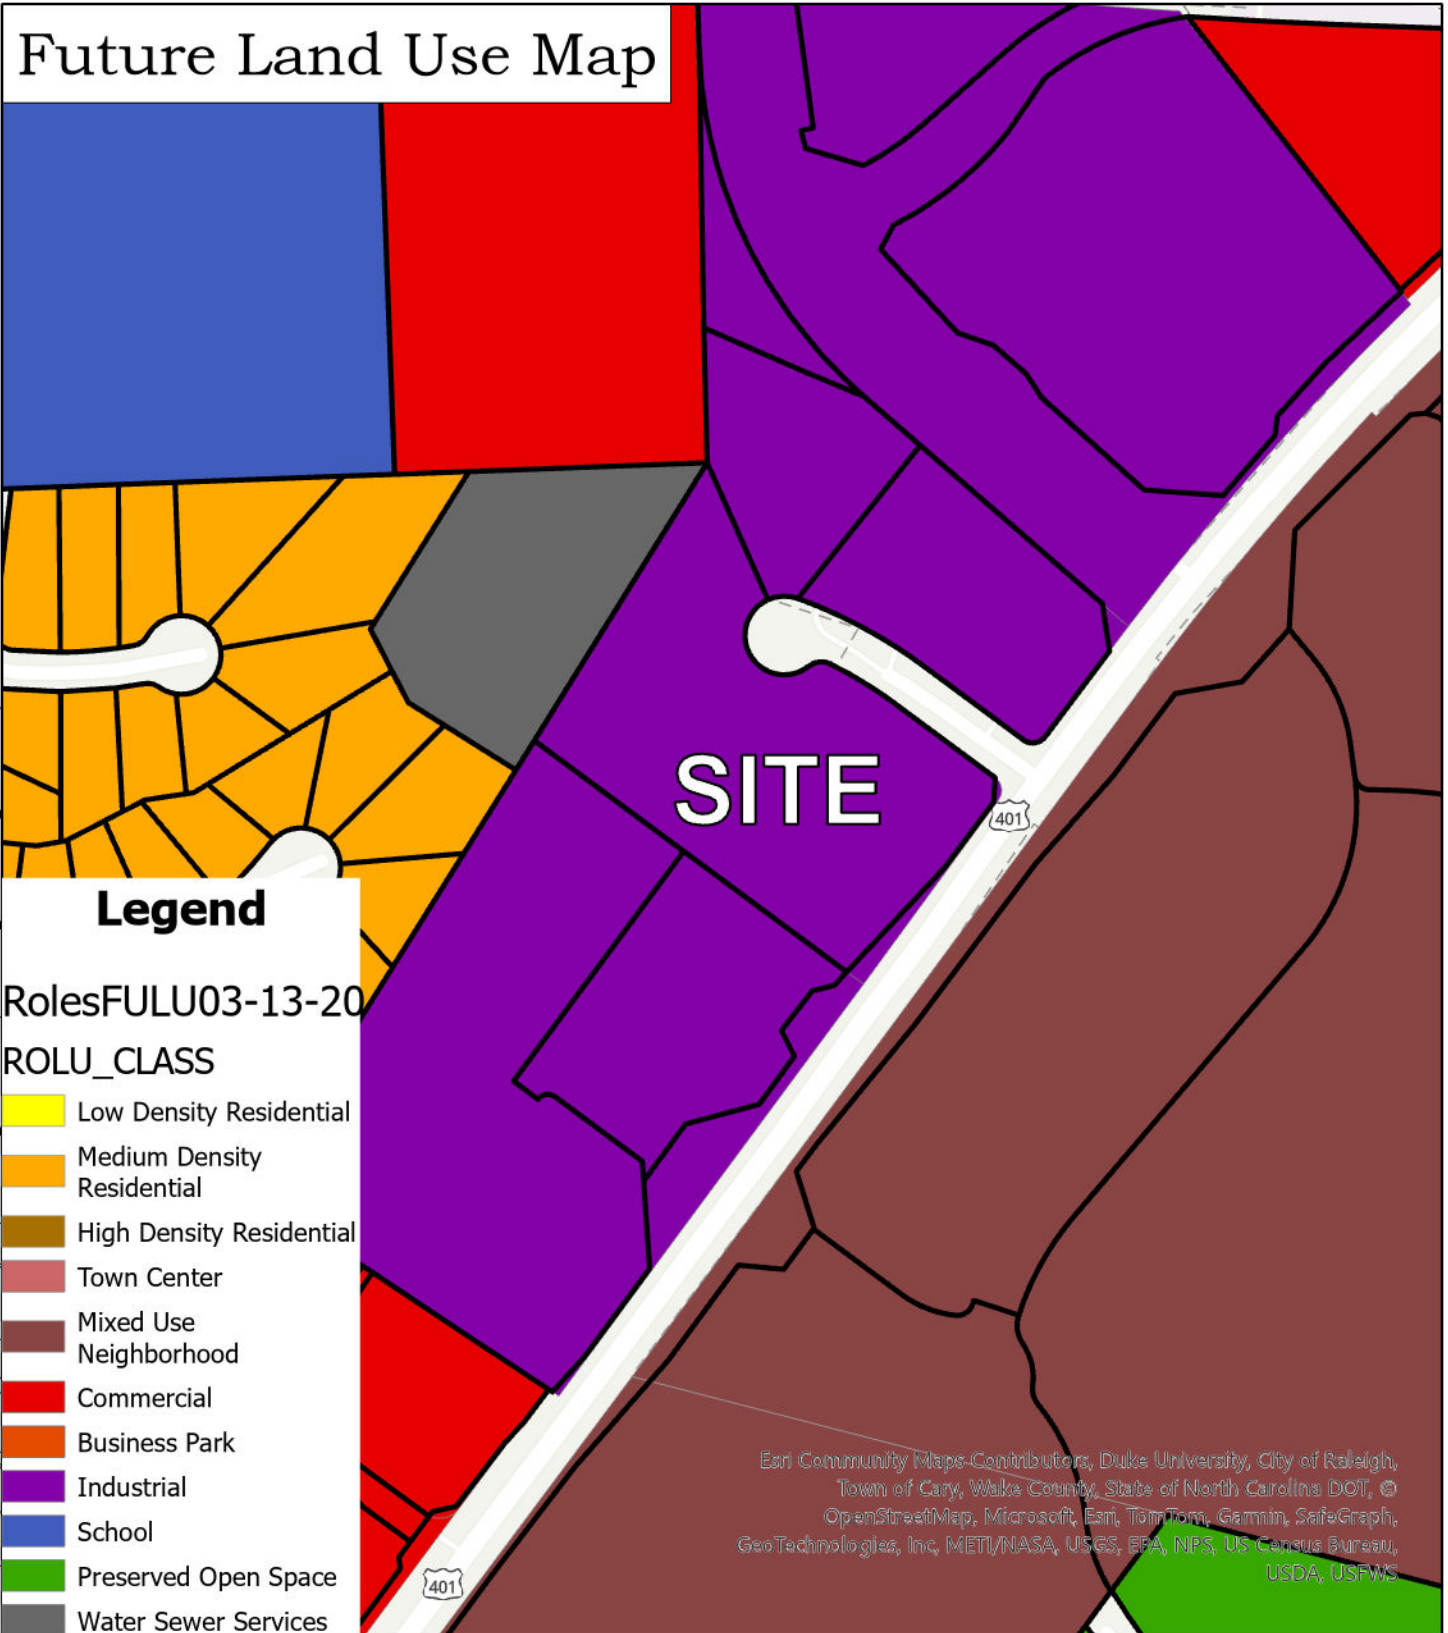 Future Land Use Map
SITE
401
Legend
RolesFULU03-13-20
ROLU_CLASS
Low Density Residential
Medium Density
Residential
High Density Residential
Town Center
Mixed Use
Neighborhood
Commercial
Business Park
Industrial
School
Preserved Open Space
Water Sewer Services
401
Esri Community Maps Contributors, Duke University, City of Raleigh,
Town of Cary, Wake County, State of North Carolina DOT, ©
OpenStreetMap, Microsoft, Esri, TomTom, Garmin, SafeGraph,
GeoTechnologies, Inc, METI/NASA, USGS, EPA, NPS, US Census Bureau,
USDA, USFWS